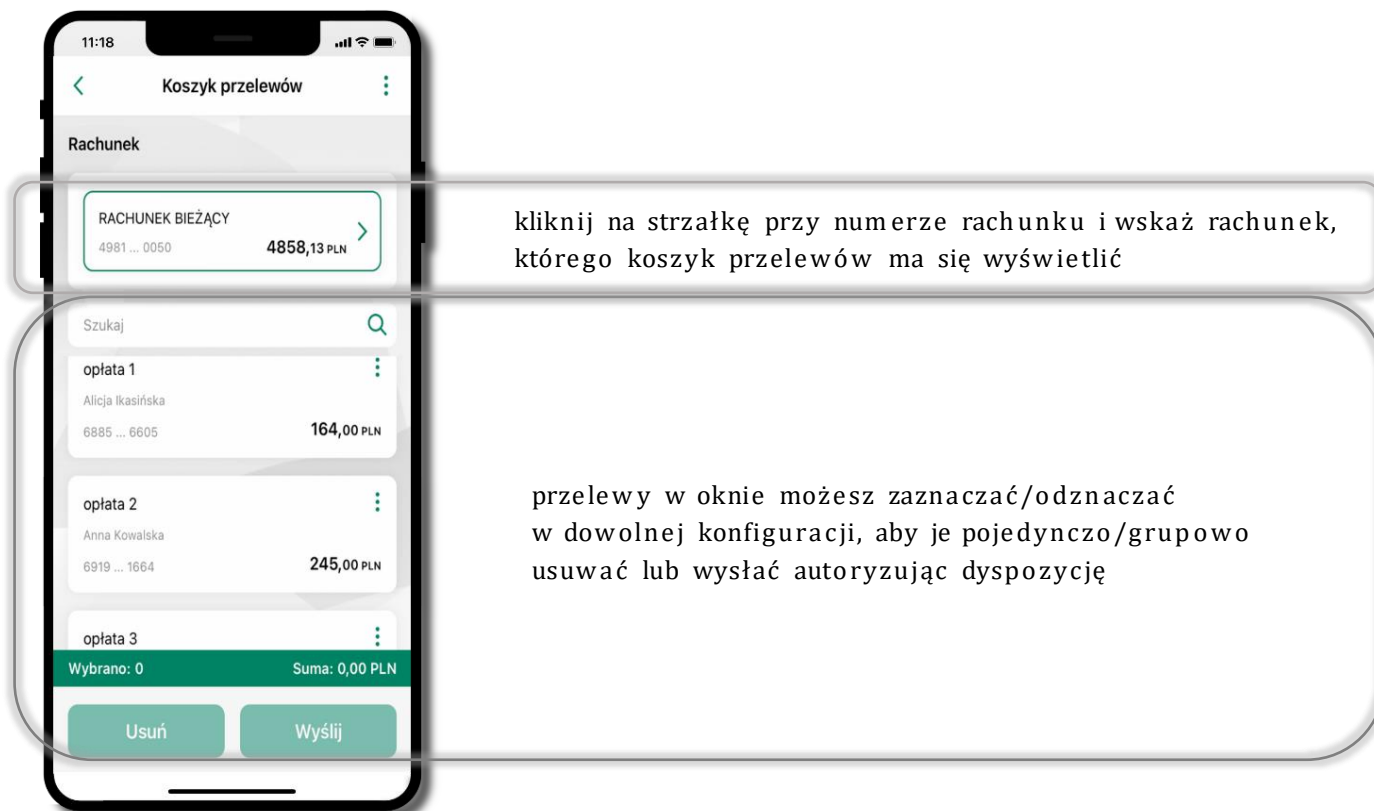 11:18
Koszyk przelewów
Rachunek
RACHUNEK BIEŻĄCY
4981 ... 0050
4858,13 PLN
kliknij na strzałkę przy numerze rachunku i wskaż rachunek,
którego koszyk przelewów ma się wyświetlić
Szukaj
opłata 1
Alicja Ikasińska
6885 ... 6605
164,00 PLN
opłata 2
Anna Kowalska
6919 ... 1664
245,00 PLN
przelewy w oknie możesz zaznaczać/odznaczać
w dowolnej konfiguracji, aby je pojedynczo/grupowo
usuwać lub wysłać autoryzując dyspozycję
opłata 3
Wybrano: 0
Suma: 0,00 PLN
Usuń
Wyślij